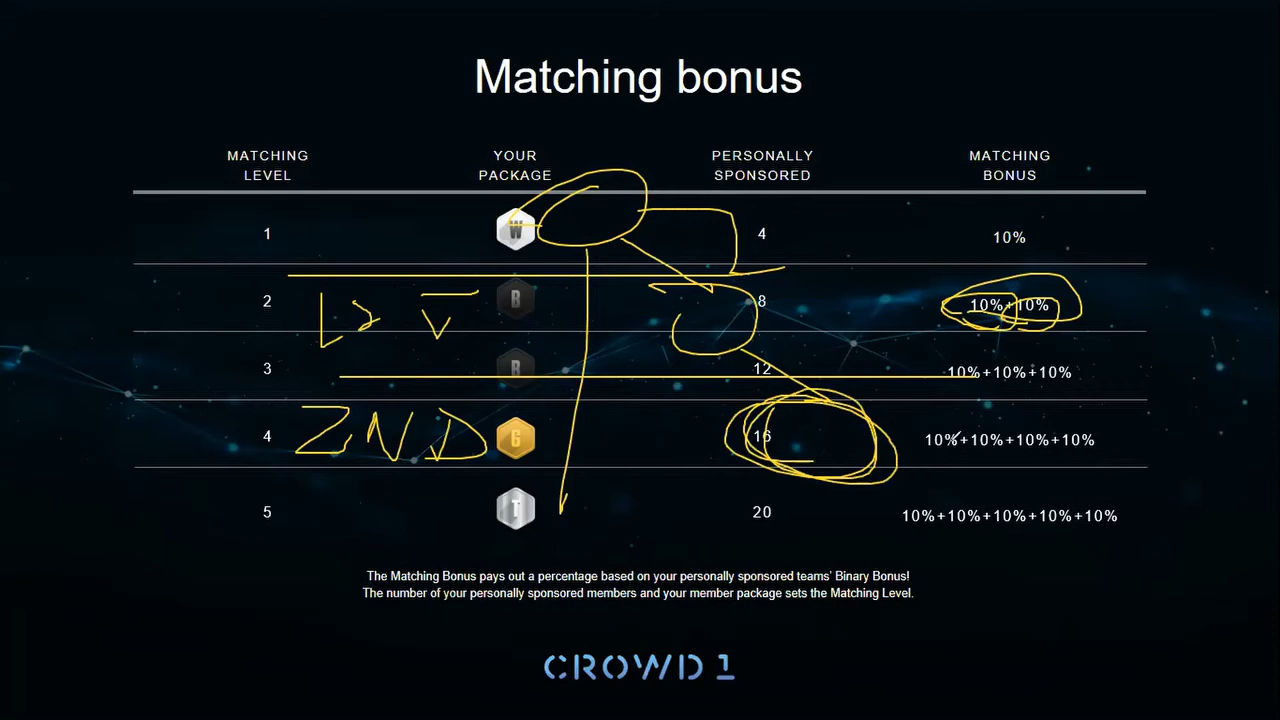 Matching bonus
MATCHING LEVEL YOUR PACKAGE PERSONALLY SPONSORED MATCHING BONUS
1 W 4 10%
2 B 8 10%+10%
3 B 12 10%+10%+10%
4 G 16 10%+10%+10%+10%
2ND
5 T 20 10%+10%+10%+10%+10%
The Matching Bonus pays out a percentage based on your personally sponsored teams' Binary Bonus!
The number of your personally sponsored members and your member package sets the Matching Level.
CROWD 1